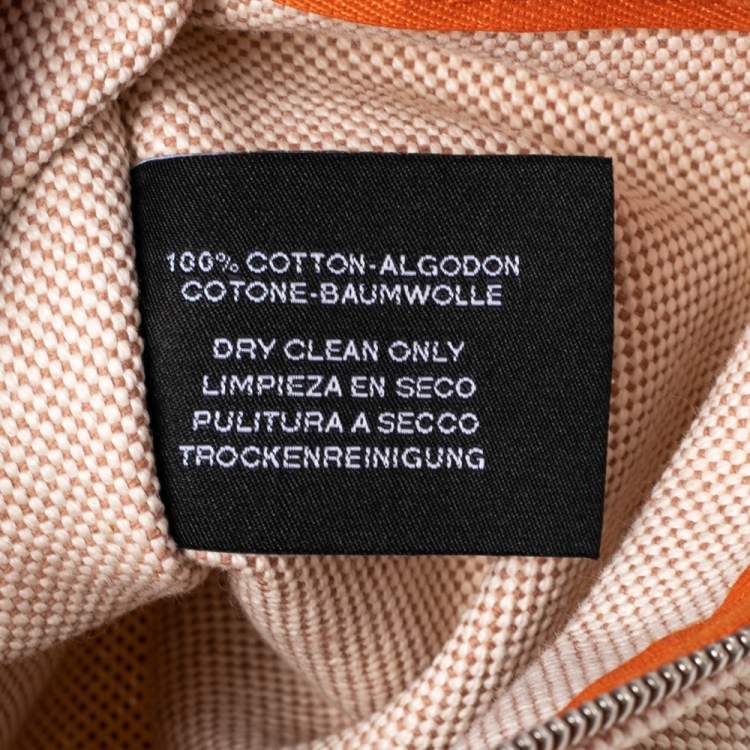 100% COTTON-ALGODON
COTONE-BAUMWOLLE
DRY CLEAN ONLY
LIMPIEZA EN SECO
PULITURA A SECCO
TROCKENREINIGUNG